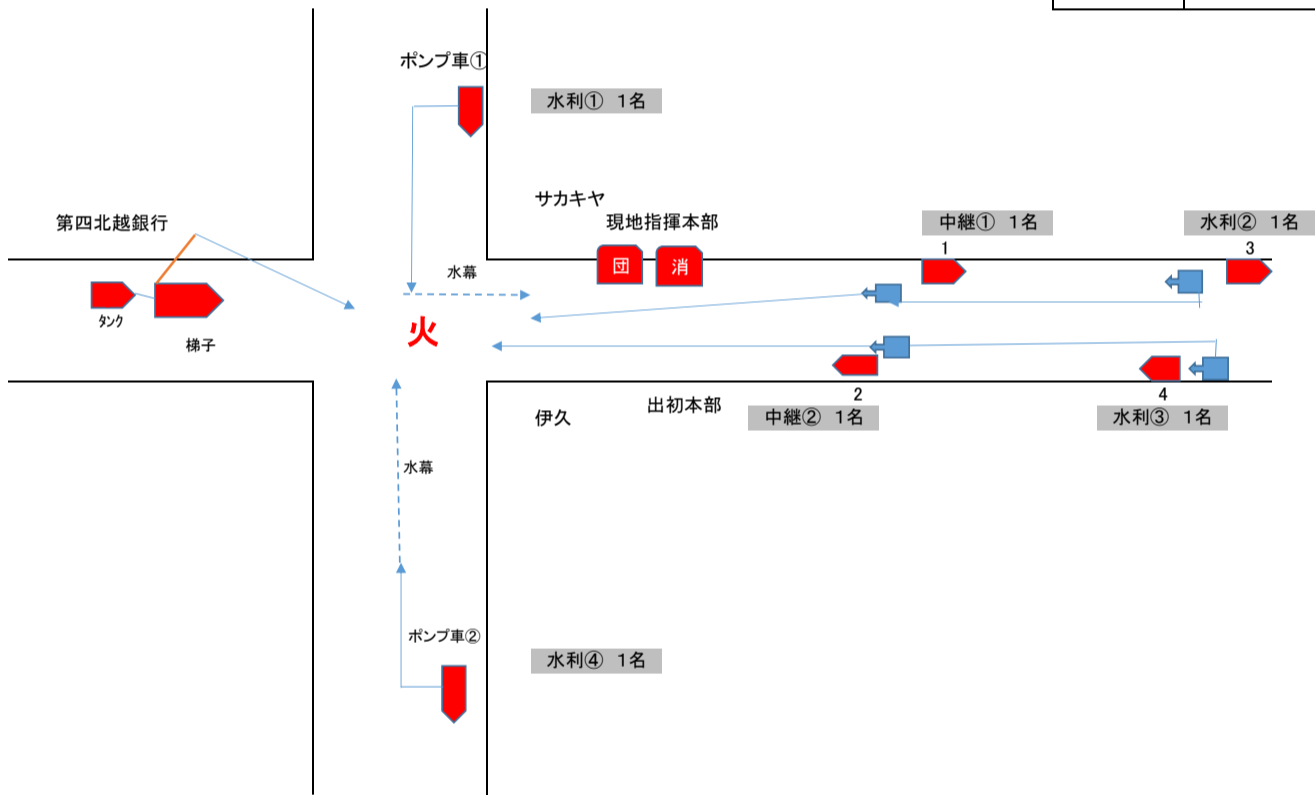 ポンプ車①
水利① 1名
サカキヤ
第四北越銀行
現地指揮本部
中継① 1名
水利② 1名
1
3
団
消
水幕
タンク
梯子
火
2
4
出初本部
伊久
中継② 1名
水利③ 1名
水幕
ポンプ車②
水利④ 1名